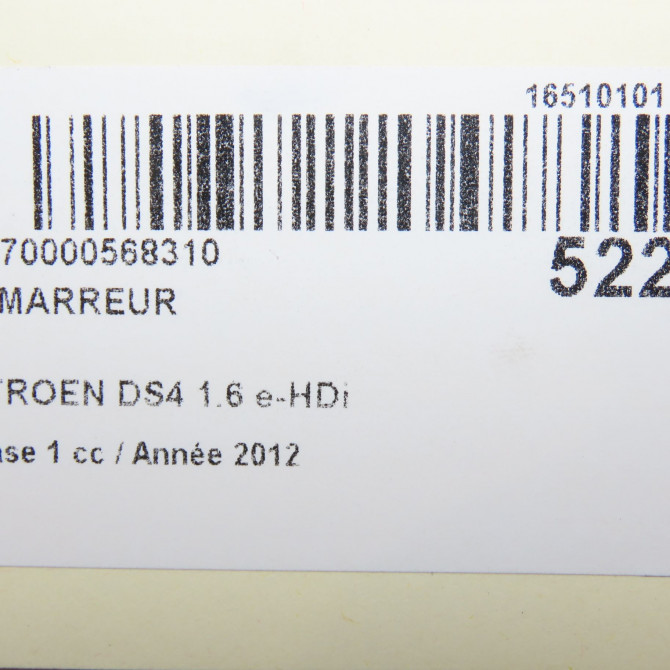 16510101
70000568310
522
MARREUR
TROEN DS4 1.6 e-HDi
ase 1 cc / Année 2012